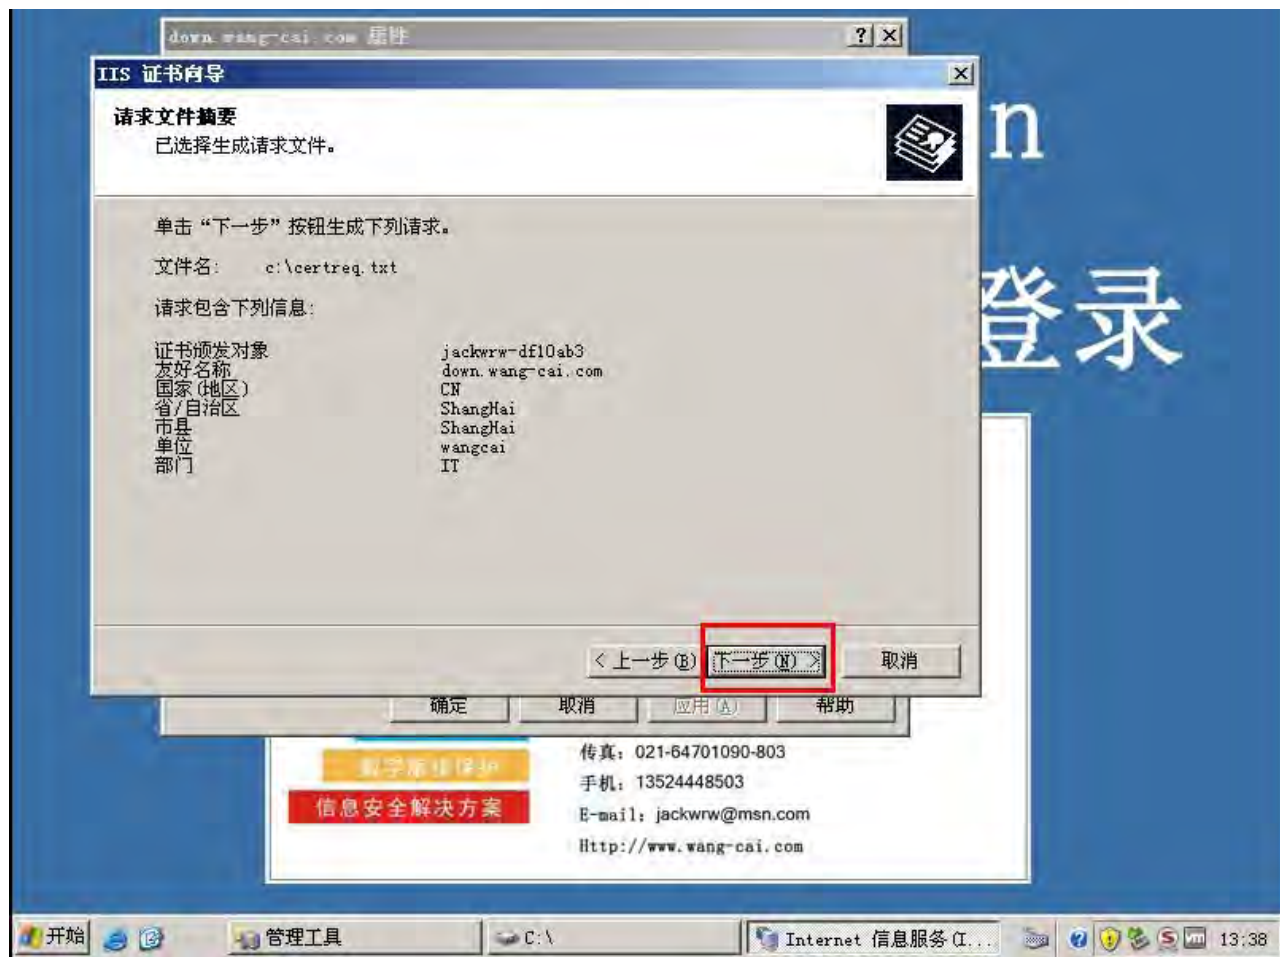 down.wang-cai.com 属性
IIS 证书向导
请求文件摘要
已选择生成请求文件。
n
单击“下一步”按钮生成下列请求。
文件名: c:\certreq.txt
请求包含下列信息:
登录
证书颁发对象 jackwrw-df10ab3
友好名称 down.wang-cai.com
国家(地区) CN
省/自治区 ShangHai
市县 ShangHai
单位 wangcai
部门 IT
< 上一步(B) 下一步(N) > 取消
确定 取消 应用(A) 帮助
传真: 021-64701090-803
数字版权保护
手机: 13524448503
信息安全解决方案
E-mail: jackwrw@msn.com
Http://www.wang-cai.com
开始 管理工具 C:\ Internet 信息服务(I... 13:38